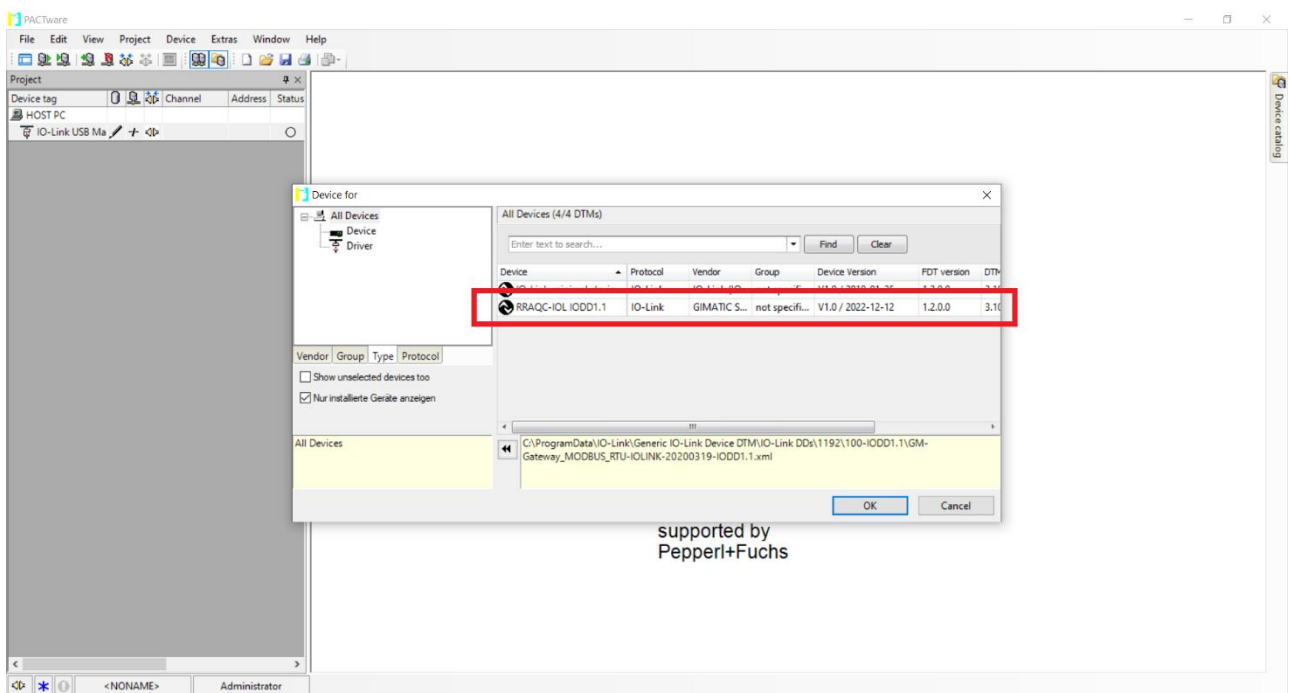 PACTware
File Edit View Project Device Extras Window Help
Project
Device tag Channel Address Status
HOST PC
IO-Link USB Ma
Device catalog
Device for
All Devices
Device
Driver
Vendor Group Type Protocol
Show unselected devices too
Nur installierte Geräte anzeigen
All Devices
All Devices (4/4 DTMs)
Enter text to search... Find Clear
Device Protocol Vendor Group Device Version FDT version DTM
RRAQC-IOL IODD1.1 IO-Link GIMATIC S... not specifi... V1.0 / 2022-12-12 1.2.0.0 3.10
C:\ProgramData\IO-Link\Generic IO-Link Device DTM\IO-Link DDs\1192\100-IODD1.1\GM-
Gateway_MODBUS_RTU-IOLINK-20200319-IODD1.1.xml
OK Cancel
supported by
Pepperl+Fuchs
<NONAME> Administrator